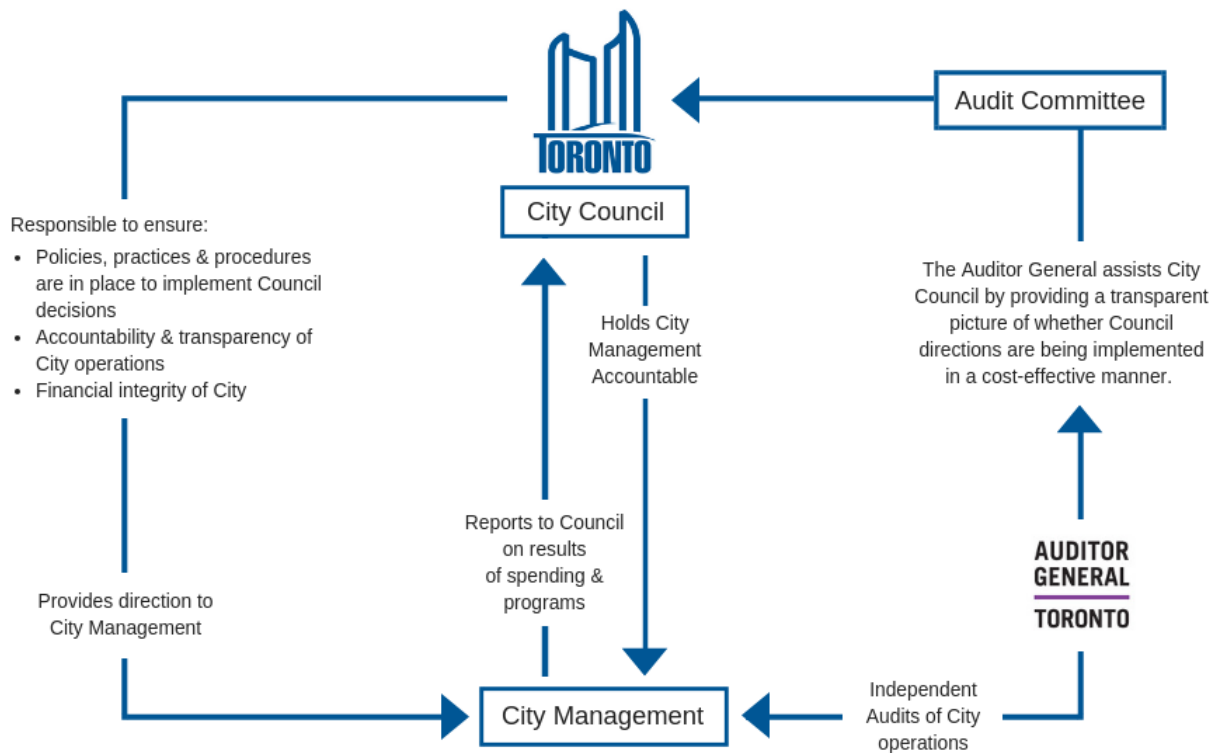 TORONTO
City Council
Audit Committee
Responsible to ensure:
• Policies, practices & procedures
are in place to implement Council
decisions
• Accountability & transparency of
City operations
• Financial integrity of City
Holds City
Management
Accountable
The Auditor General assists City
Council by providing a transparent
picture of whether Council
directions are being implemented
in a cost-effective manner.
Reports to Council
on results
of spending &
programs
AUDITOR
GENERAL
TORONTO
Provides direction to
City Management
City Management
Independent
Audits of City
operations